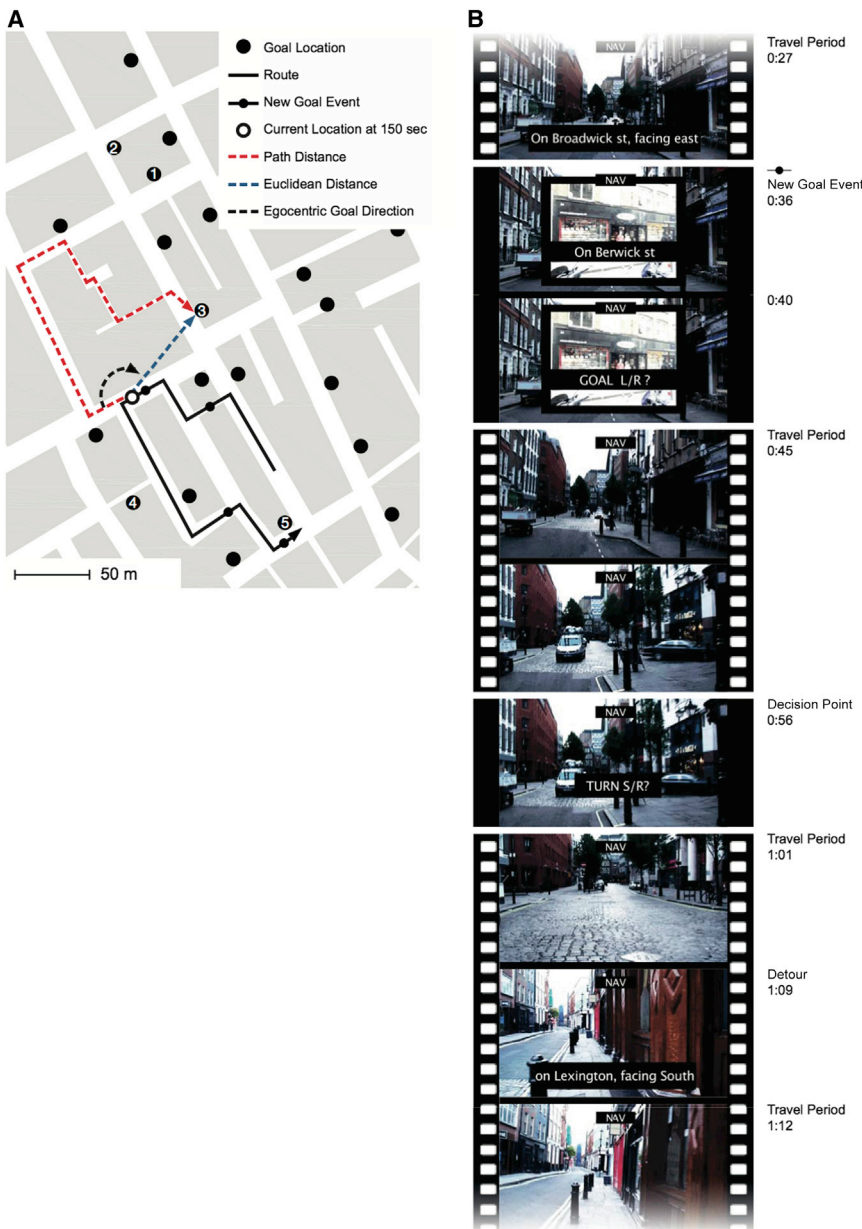 A
Goal Location
Route
New Goal Event
Current Location at 150 sec
Path Distance
Euclidean Distance
Egocentric Goal Direction
2
1
3
4
5
50 m
B
NAV
On Broadwick st, facing east
Travel Period
0:27
NAV
On Berwick st
New Goal Event
0:36
NAV
GOAL L/R ?
0:40
NAV
Travel Period
0:45
NAV
NAV
TURN S/R?
Decision Point
0:56
NAV
Travel Period
1:01
NAV
on Lexington, facing South
Detour
1:09
NAV
Travel Period
1:12